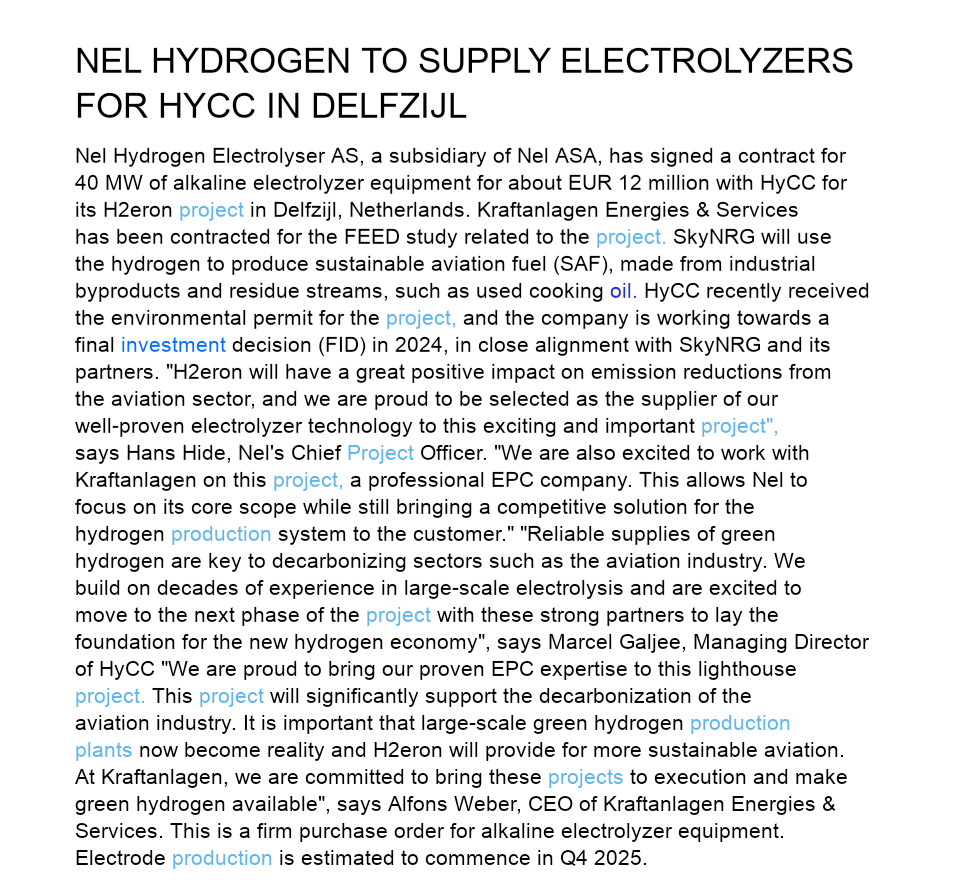 NEL HYDROGEN TO SUPPLY ELECTROLYZERS
FOR HYCC IN DELFZIJL
Nel Hydrogen Electrolyser AS, a subsidiary of Nel ASA, has signed a contract for
40 MW of alkaline electrolyzer equipment for about EUR 12 million with HyCC for
its H2eron project in Delfzijl, Netherlands. Kraftanlagen Energies & Services
has been contracted for the FEED study related to the project. SkyNRG will use
the hydrogen to produce sustainable aviation fuel (SAF), made from industrial
byproducts and residue streams, such as used cooking oil. HyCC recently received
the environmental permit for the project, and the company is working towards a
final investment decision (FID) in 2024, in close alignment with SkyNRG and its
partners. "H2eron will have a great positive impact on emission reductions from
the aviation sector, and we are proud to be selected as the supplier of our
well-proven electrolyzer technology to this exciting and important project",
says Hans Hide, Nel's Chief Project Officer. "We are also excited to work with
Kraftanlagen on this project, a professional EPC company. This allows Nel to
focus on its core scope while still bringing a competitive solution for the
hydrogen production system to the customer." "Reliable supplies of green
hydrogen are key to decarbonizing sectors such as the aviation industry. We
build on decades of experience in large-scale electrolysis and are excited to
move to the next phase of the project with these strong partners to lay the
foundation for the new hydrogen economy", says Marcel Galjee, Managing Director
of HyCC "We are proud to bring our proven EPC expertise to this lighthouse
project. This project will significantly support the decarbonization of the
aviation industry. It is important that large-scale green hydrogen production
plants now become reality and H2eron will provide for more sustainable aviation.
At Kraftanlagen, we are committed to bring these projects to execution and make
green hydrogen available", says Alfons Weber, CEO of Kraftanlagen Energies &
Services. This is a firm purchase order for alkaline electrolyzer equipment.
Electrode production is estimated to commence in Q4 2025.